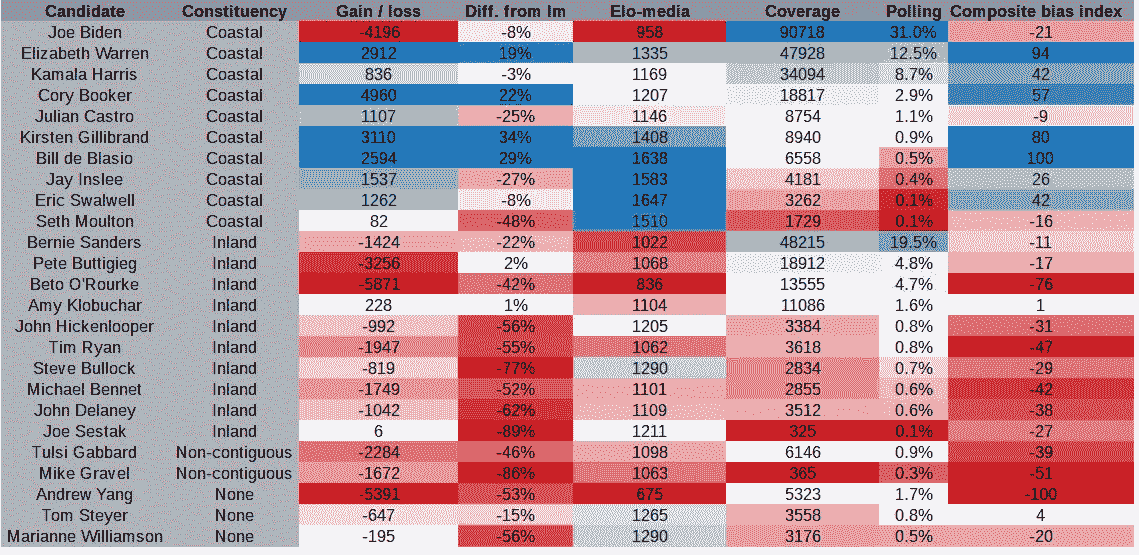 Candidate Constituency Gain / loss Diff. from lm Elo-media Coverage Polling Composite bias index
Joe Biden Coastal -4196 -8% 958 90718 31.0% -21
Elizabeth Warren Coastal 2912 19% 1335 47928 12.5% 94
Kamala Harris Coastal 836 -3% 1169 34094 8.7% 42
Cory Booker Coastal 4960 22% 1207 18817 2.9% 57
Julian Castro Coastal 1107 -25% 1146 8754 1.1% -9
Kirsten Gillibrand Coastal 3110 34% 1408 8940 0.9% 80
Bill de Blasio Coastal 2594 29% 1638 6558 0.5% 100
Jay Inslee Coastal 1537 -27% 1583 4181 0.4% 26
Eric Swalwell Coastal 1262 -8% 1647 3262 0.1% 42
Seth Moulton Coastal 82 -48% 1510 1729 0.1% -16
Bernie Sanders Inland -1424 -22% 1022 48215 19.5% -11
Pete Buttigieg Inland -3256 2% 1068 18912 4.8% -17
Beto O'Rourke Inland -5871 -42% 836 13555 4.7% -76
Amy Klobuchar Inland 228 1% 1104 11086 1.6% 1
John Hickenlooper Inland -992 -56% 1205 3384 0.8% -31
Tim Ryan Inland -1947 -55% 1062 3618 0.8% -47
Steve Bullock Inland -819 -77% 1290 2834 0.7% -29
Michael Bennet Inland -1749 -52% 1101 2855 0.6% -42
John Delaney Inland -1042 -62% 1109 3512 0.6% -38
Joe Sestak Inland 6 -89% 1211 325 0.1% -27
Tulsi Gabbard Non-contiguous -2284 -46% 1098 6146 0.9% -39
Mike Gravel Non-contiguous -1672 -86% 1063 365 0.3% -51
Andrew Yang None -5391 -53% 675 5323 1.7% -100
Tom Steyer None -647 -15% 1265 3558 0.8% 4
Marianne Williamson None -195 -56% 1290 3176 0.5% -20